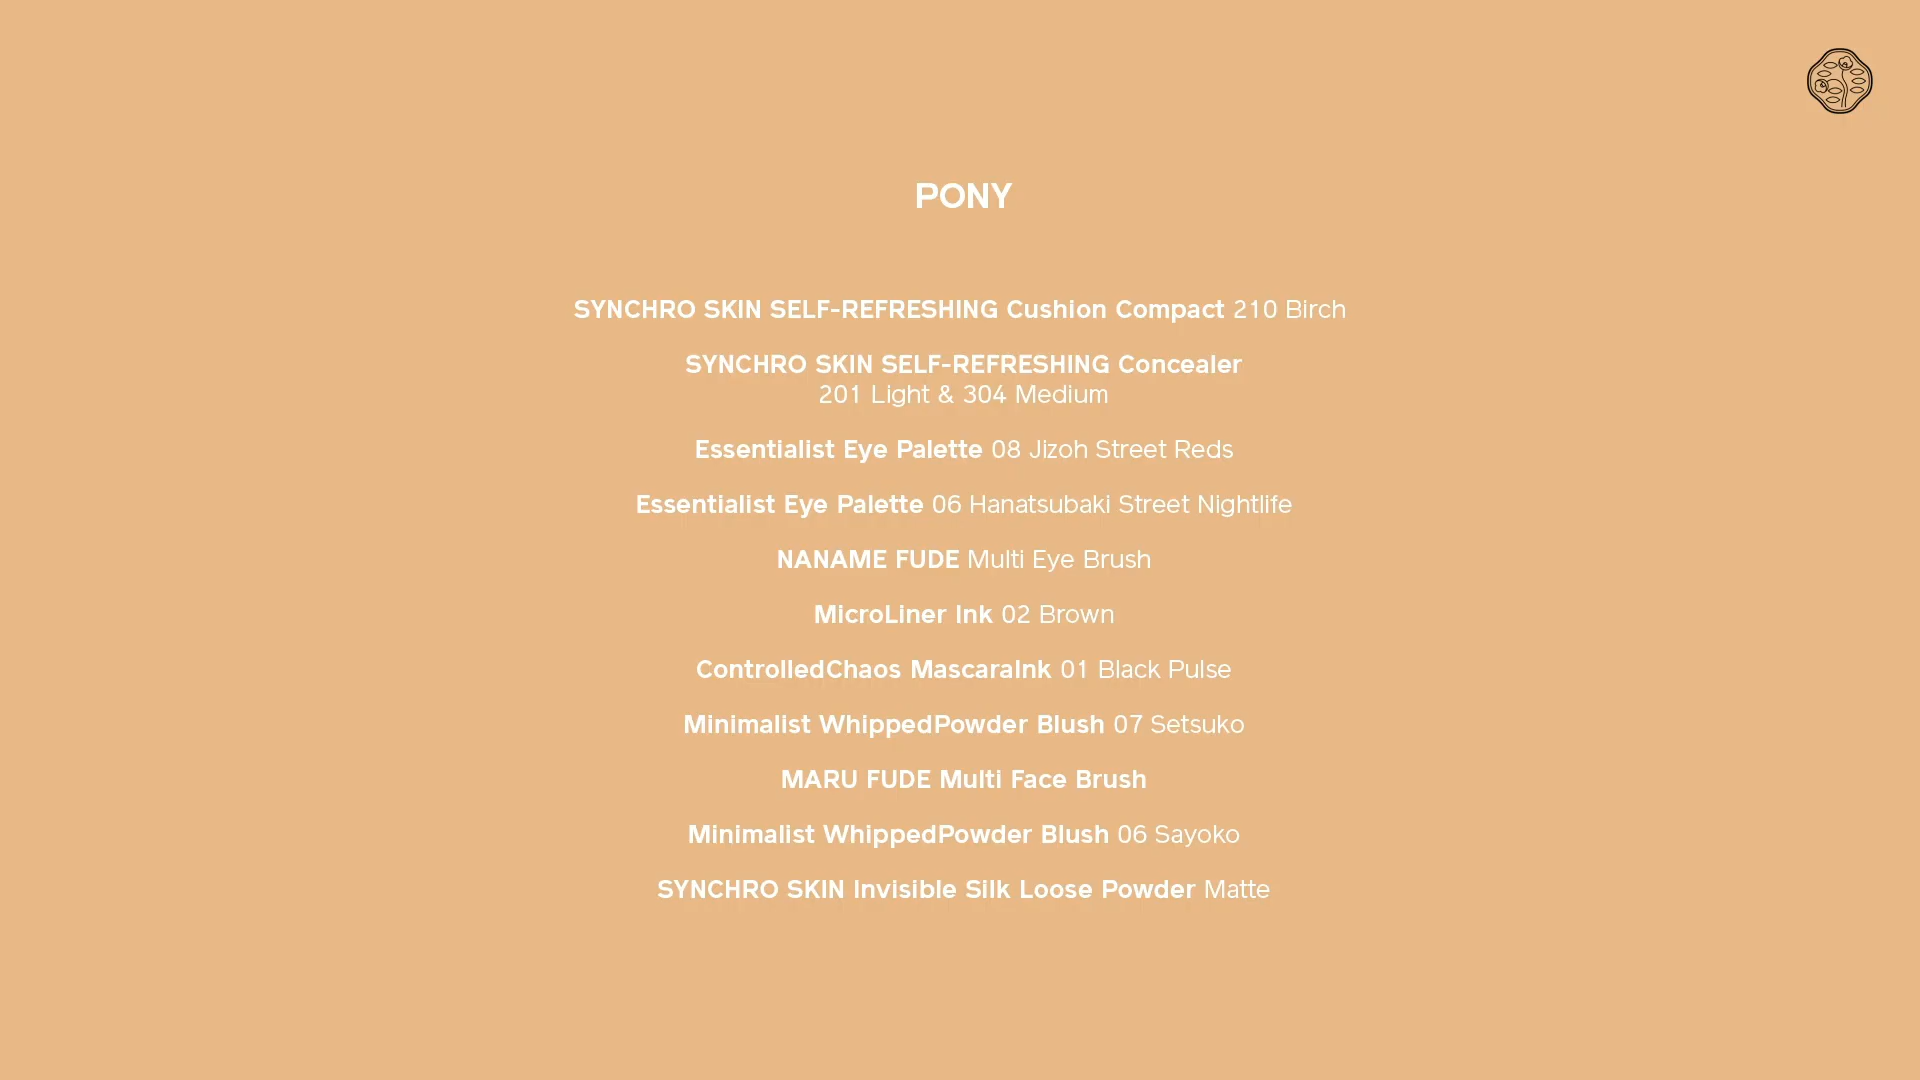 PONY
SYNCHRO SKIN SELF-REFRESHING Cushion Compact 210 Birch
SYNCHRO SKIN SELF-REFRESHING Concealer
201 Light & 304 Medium
Essentialist Eye Palette 08 Jizoh Street Reds
Essentialist Eye Palette 06 Hanatsubaki Street Nightlife
NANAME FUDE Multi Eye Brush
MicroLiner Ink 02 Brown
ControlledChaos MascaraInk 01 Black Pulse
Minimalist WhippedPowder Blush 07 Setsuko
MARU FUDE Multi Face Brush
Minimalist WhippedPowder Blush 06 Sayoko
SYNCHRO SKIN Invisible Silk Loose Powder Matte